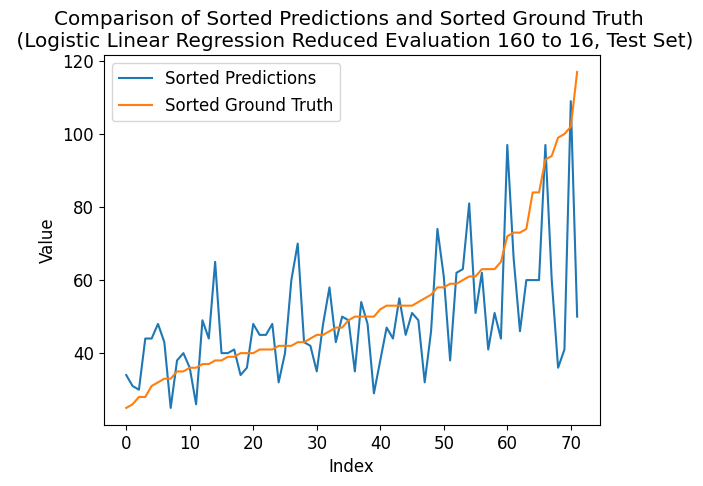 Comparison of Sorted Predictions and Sorted Ground Truth
(Logistic Linear Regression Reduced Evaluation 160 to 16, Test Set)
Sorted Predictions
Sorted Ground Truth
120
100
80
60
40
Value
0 10 20 30 40 50 60 70
Index